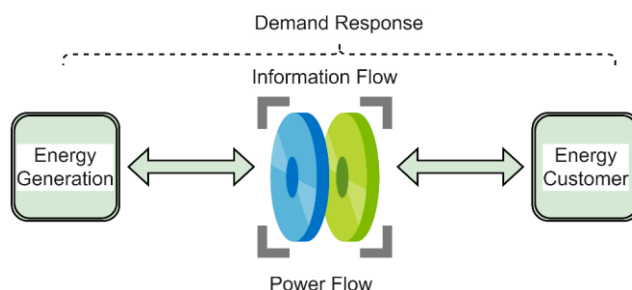 Demand Response
Information Flow
Energy
Generation
Energy
Customer
Power Flow